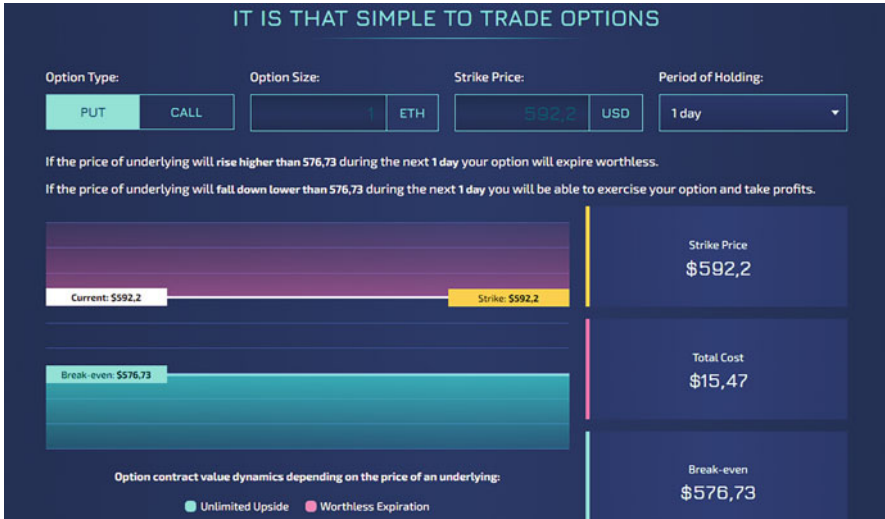 IT IS THAT SIMPLE TO TRADE OPTIONS
Option Type: Option Size: Strike Price: Period of Holding:
PUT CALL 1 ETH 592,2 USD 1 day
If the price of underlying will rise higher than 576,73 during the next 1 day your option will expire worthless.
If the price of underlying will fall down lower than 576,73 during the next 1 day you will be able to exercise your option and take profits.
Strike Price
$592,2
Current: $592,2 Strike: $592,2
Total Cost
$15,47
Break-even: $576,73
Break-even
$576,73
Option contract value dynamics depending on the price of an underlying:
Unlimited Upside Worthless Expiration